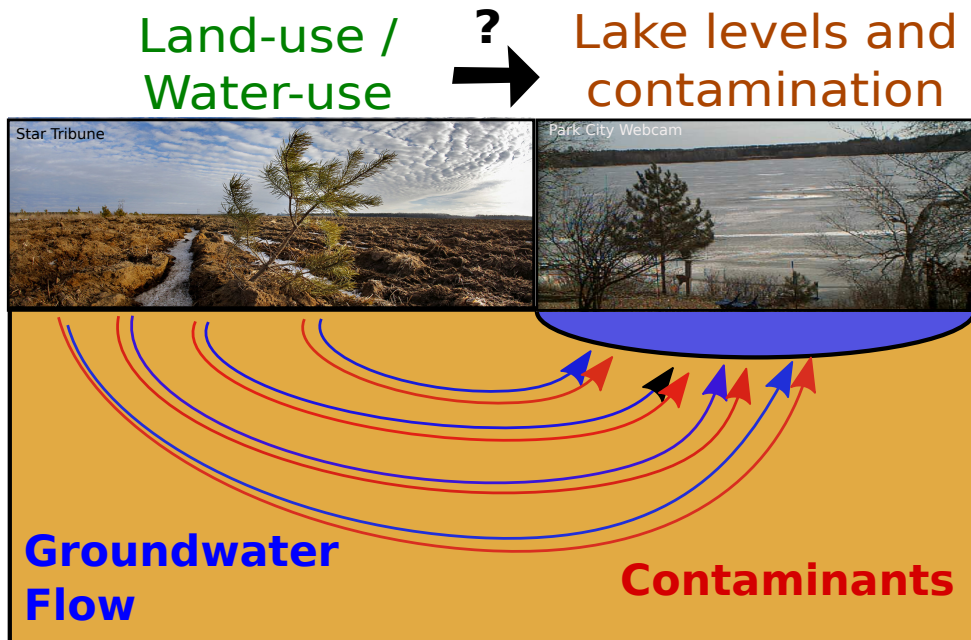 Land-use /
Water-use
?
Lake levels and
contamination
Star Tribune
Park City Webcam
Groundwater
Flow
Contaminants